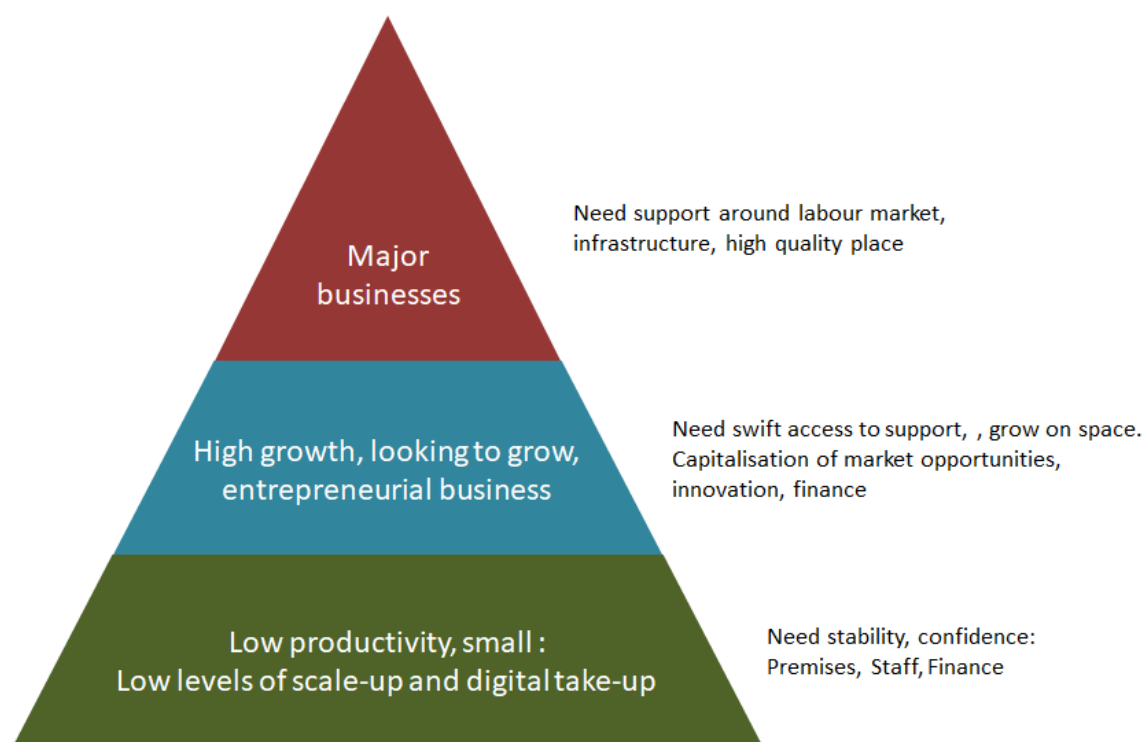 Major
businesses
Need support around labour market,
infrastructure, high quality place
High growth, looking to grow,
entrepreneurial business
Need swift access to support, , grow on space.
Capitalisation of market opportunities,
innovation, finance
Low productivity, small :
Low levels of scale-up and digital take-up
Need stability, confidence:
Premises, Staff, Finance